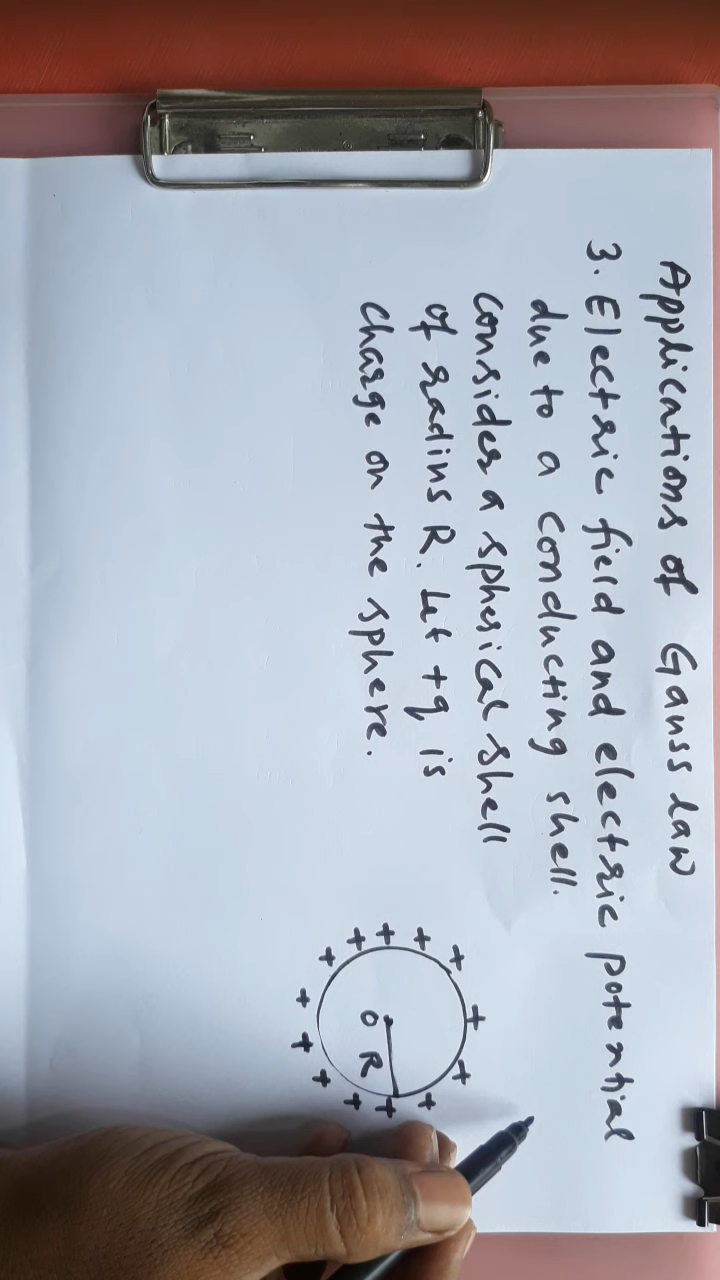 Applications of Gauss Law
3. Electric field and electric potential
due to a conducting shell.
consider a spherical shell
of radius R. Let +q is
charge on the sphere.
+ + + + + + + + + + + + + + +
O R